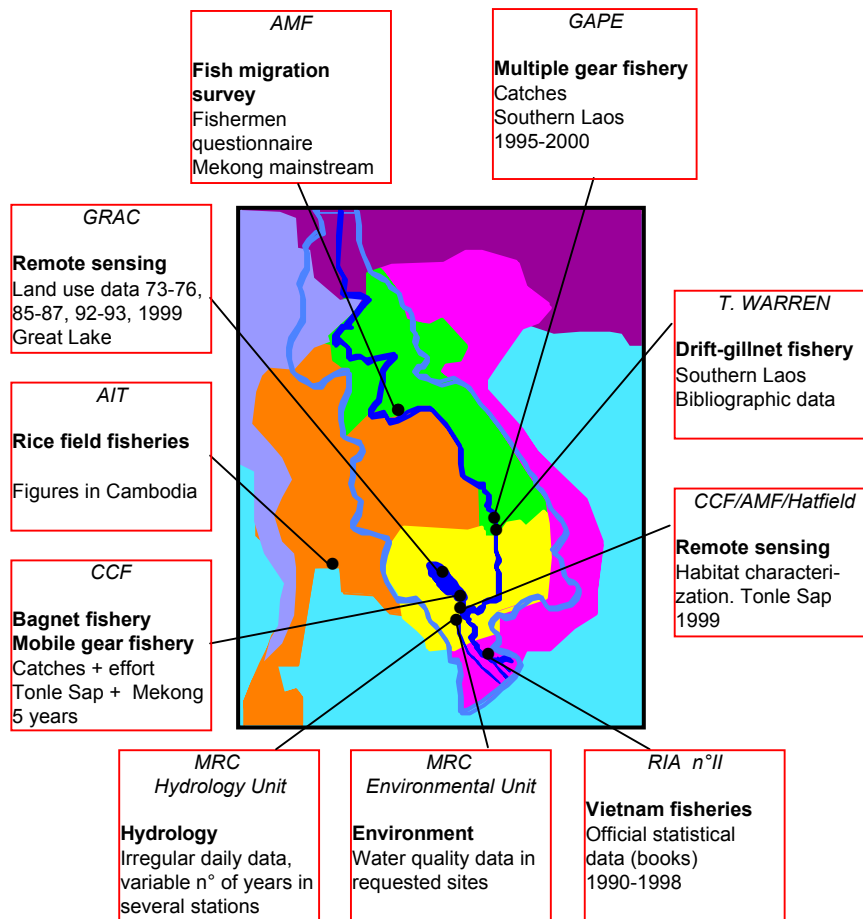 AMF
Fish migration
survey
Fishermen
questionnaire
Mekong mainstream
GAPE
Multiple gear fishery
Catches
Southern Laos
1995-2000
GRAC
Remote sensing
Land use data 73-76,
85-87, 92-93, 1999
Great Lake
T. WARREN
Drift-gillnet fishery
Southern Laos
Bibliographic data
AIT
Rice field fisheries
Figures in Cambodia
CCF/AMF/Hatfield
Remote sensing
Habitat characteri-
zation. Tonle Sap
1999
CCF
Bagnet fishery
Mobile gear fishery
Catches + effort
Tonle Sap + Mekong
5 years
MRC
Hydrology Unit
Hydrology
Irregular daily data,
variable n° of years in
several stations
MRC
Environmental Unit
Environment
Water quality data in
requested sites
RIA n°II
Vietnam fisheries
Official statistical
data (books)
1990-1998